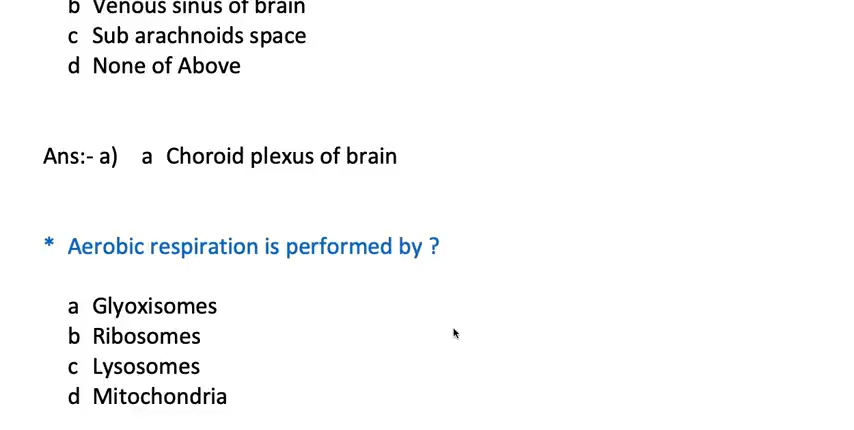 b Venous sinus of brain
c Sub arachnoids space
d None of Above
Ans:- a) a Choroid plexus of brain
* Aerobic respiration is performed by ?
a Glyoxisomes
b Ribosomes
c Lysosomes
d Mitochondria